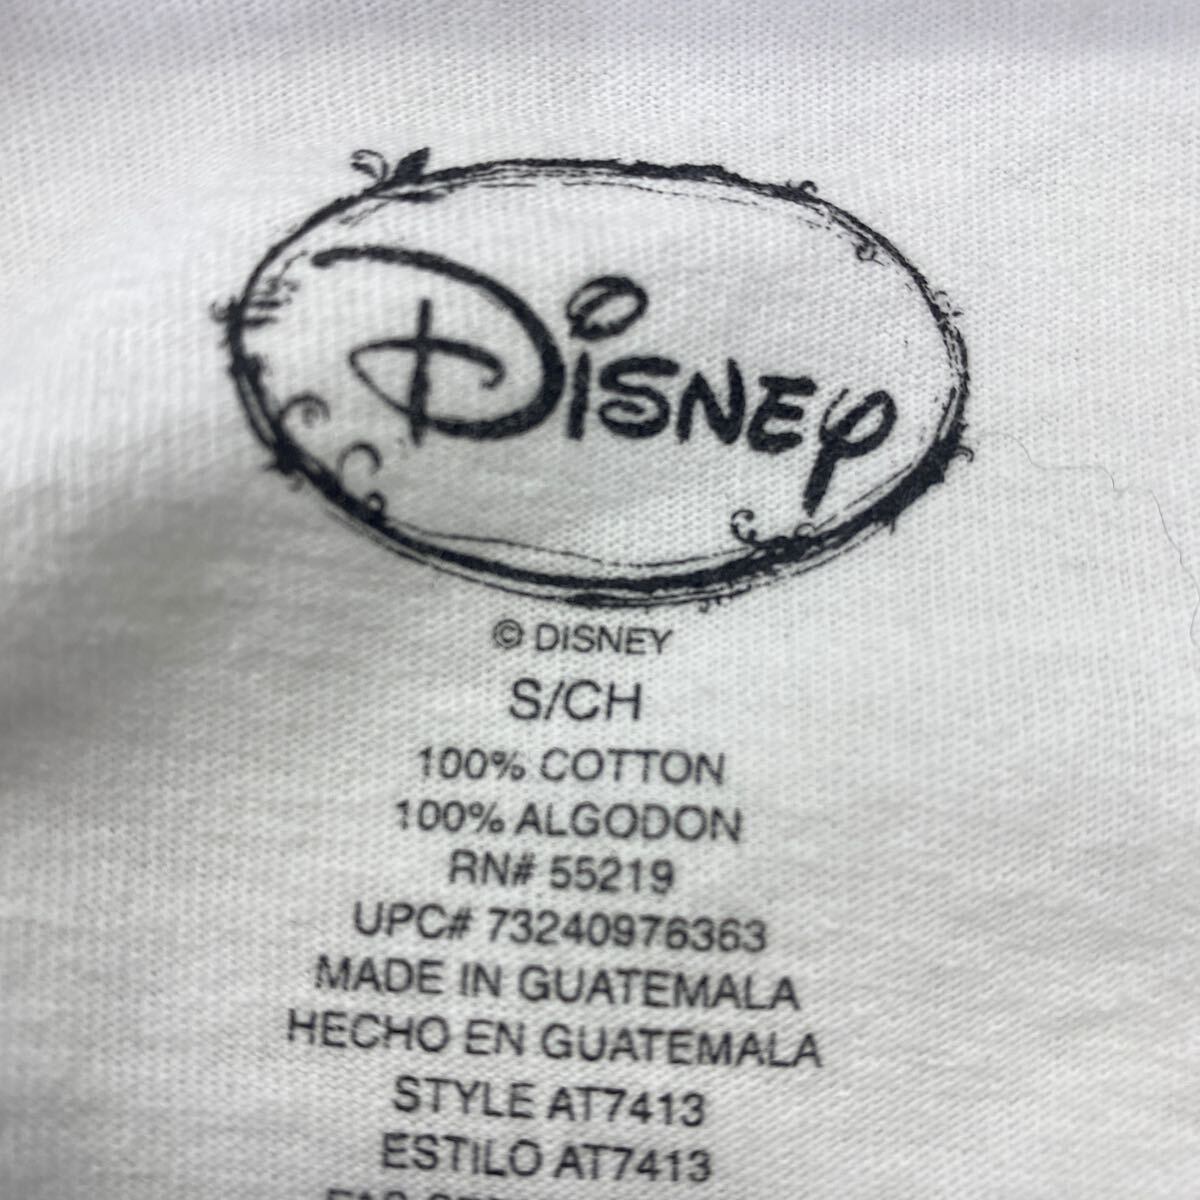 Disney
© DISNEY
S/CH
100% COTTON
100% ALGODON
RN# 55219
UPC# 73240976363
MADE IN GUATEMALA
HECHO EN GUATEMALA
STYLE AT7413
ESTILO AT7413